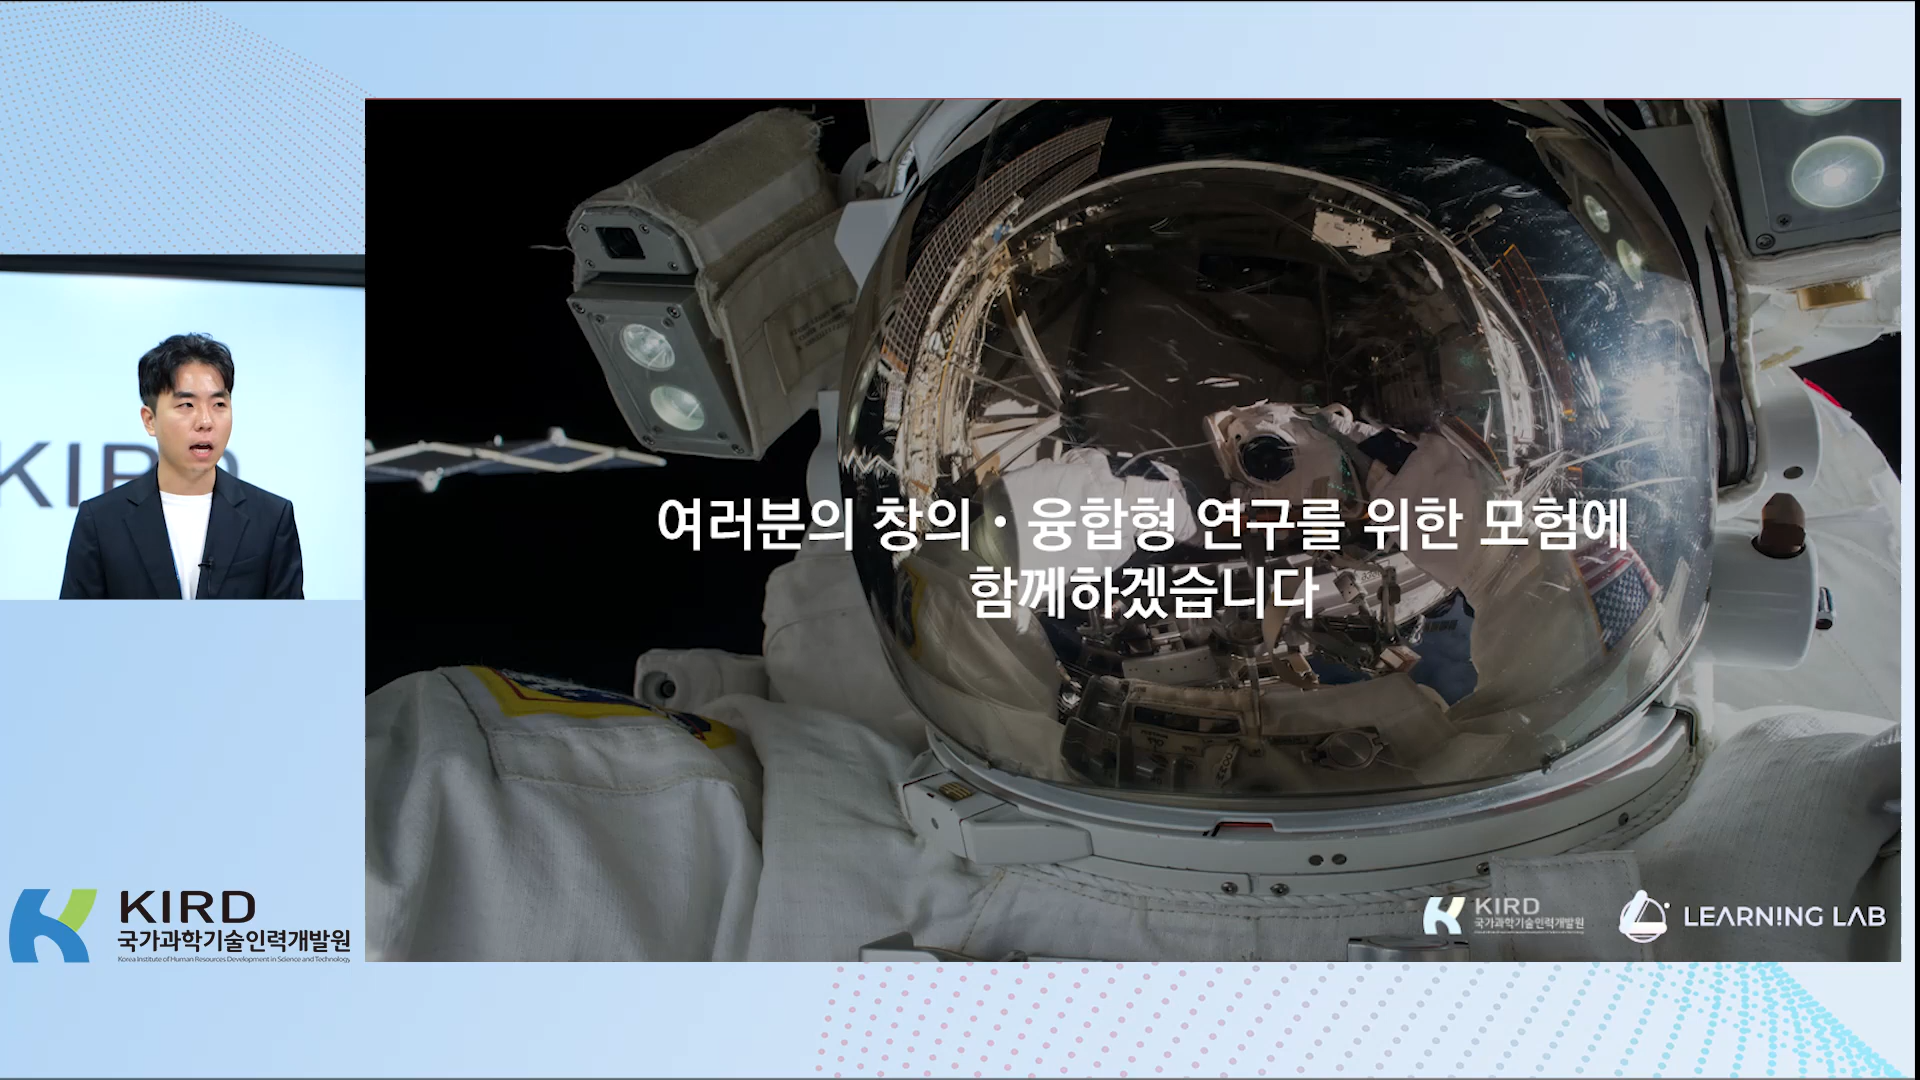 여러분의 창의·융합형 연구를 위한 모험에
함께하겠습니다
KIRD
국가과학기술인력개발원
LEARN!NG LAB
KIRD
KIRD
국가과학기술인력개발원
Korea Institute of Human Resources Development in Science and Technology